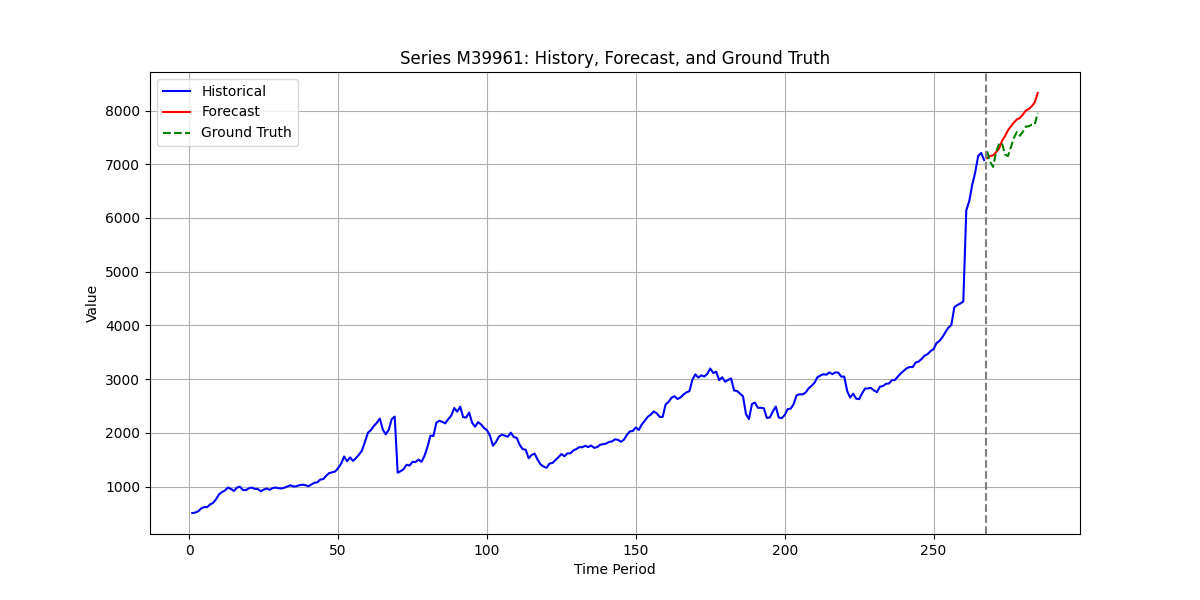 Series M39961: History, Forecast, and Ground Truth
Historical
Forecast
Ground Truth
8000
7000
6000
5000
4000
3000
2000
1000
Value
0 50 100 150 200 250
Time Period